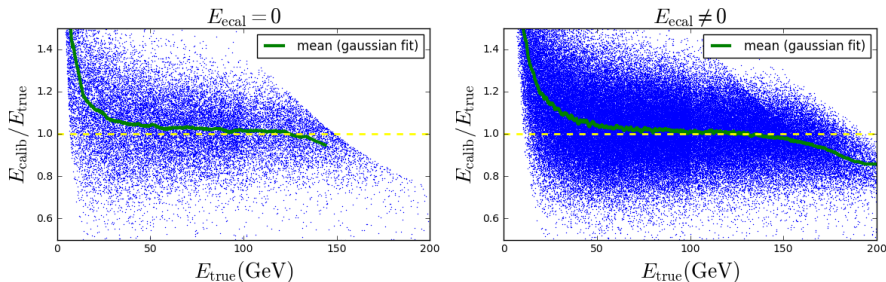 E_ecal = 0
mean (gaussian fit)
E_calib/E_true
1.4
1.2
1.0
0.8
0.6
0 50 100 150 200
E_true(GeV)
E_ecal ≠ 0
mean (gaussian fit)
E_calib/E_true
1.4
1.2
1.0
0.8
0.6
0 50 100 150 200
E_true(GeV)